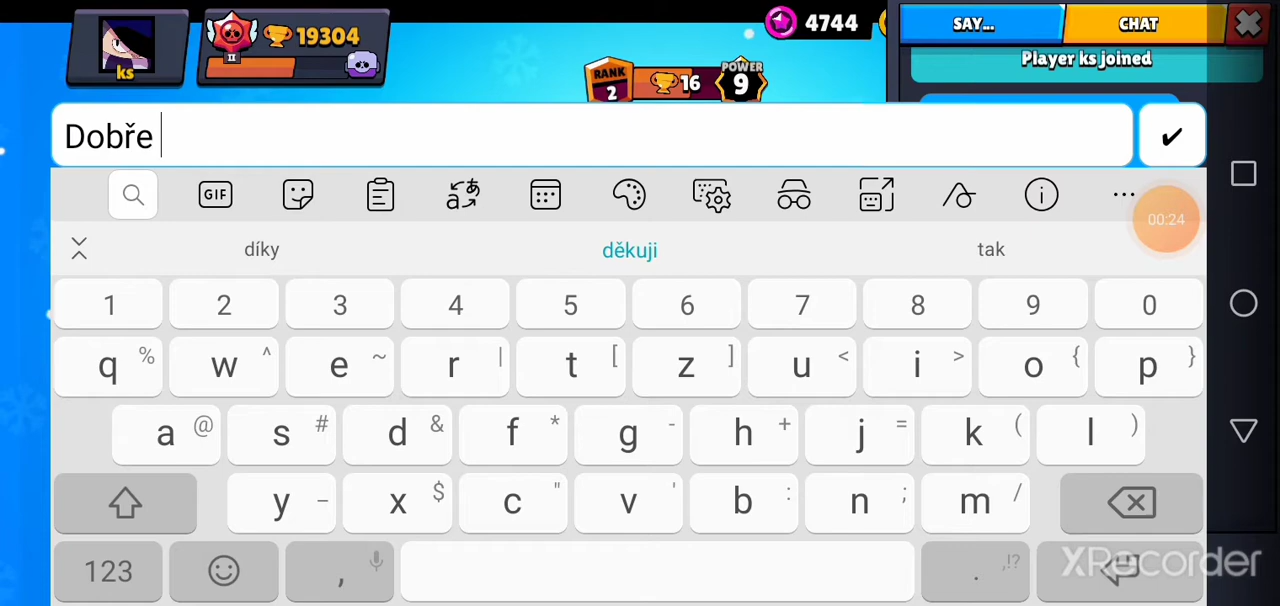 ks
II
19304
4744
SAY...
CHAT
Player ks joined
RANK
2
16
POWER
9
Dobře
GIF
00:24
díky
děkuji
tak
1 2 3 4 5 6 7 8 9 0
q % w ^ e ~ r | t [ z ] u < i > o { p }
a @ s # d & f * g - h + j = k ( l )
y _ x $ c " v ' b : n ; m /
123 , . ,!?
XRecorder